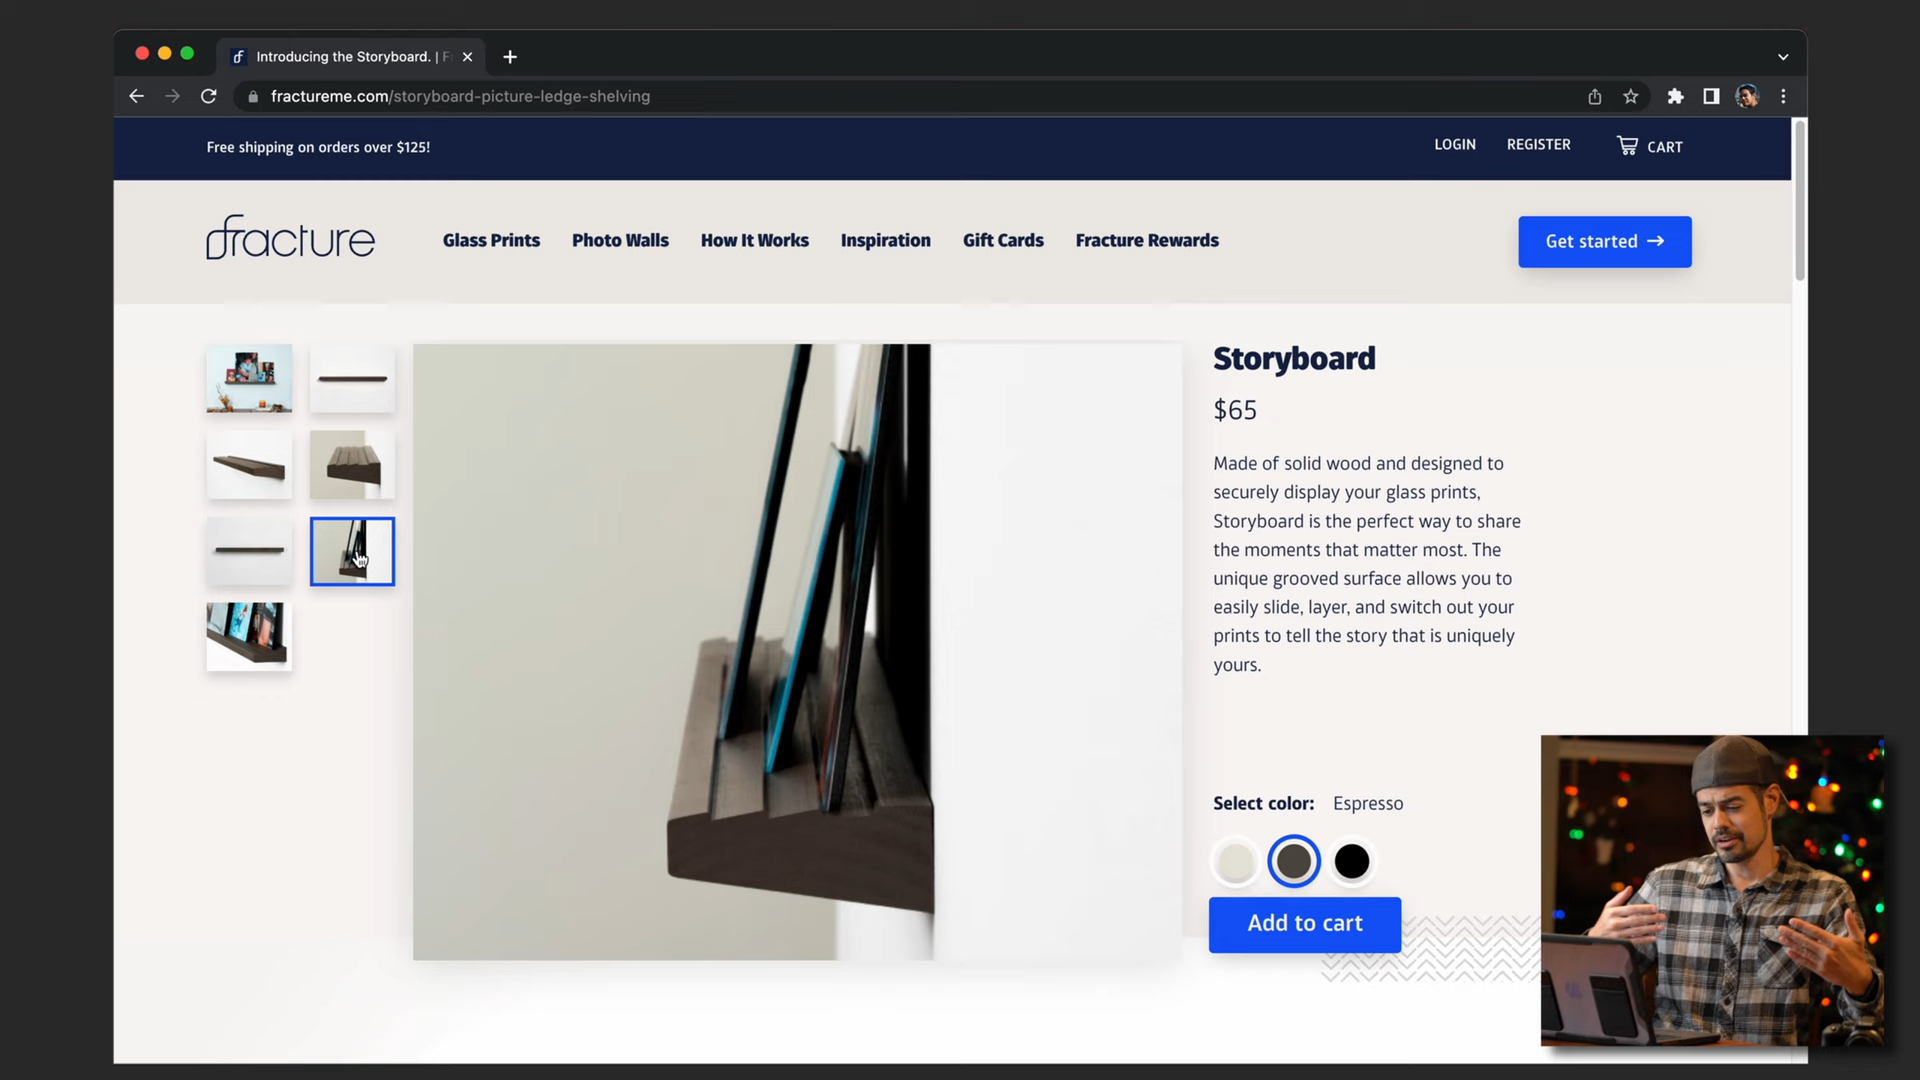 Introducing the Storyboard. | F
fractureme.com/storyboard-picture-ledge-shelving
Free shipping on orders over $125!
LOGIN
REGISTER
CART
fracture
Glass Prints
Photo Walls
How It Works
Inspiration
Gift Cards
Fracture Rewards
Get started →
Storyboard
$65
Made of solid wood and designed to
securely display your glass prints,
Storyboard is the perfect way to share
the moments that matter most. The
unique grooved surface allows you to
easily slide, layer, and switch out your
prints to tell the story that is uniquely
yours.
Select color: Espresso
Add to cart